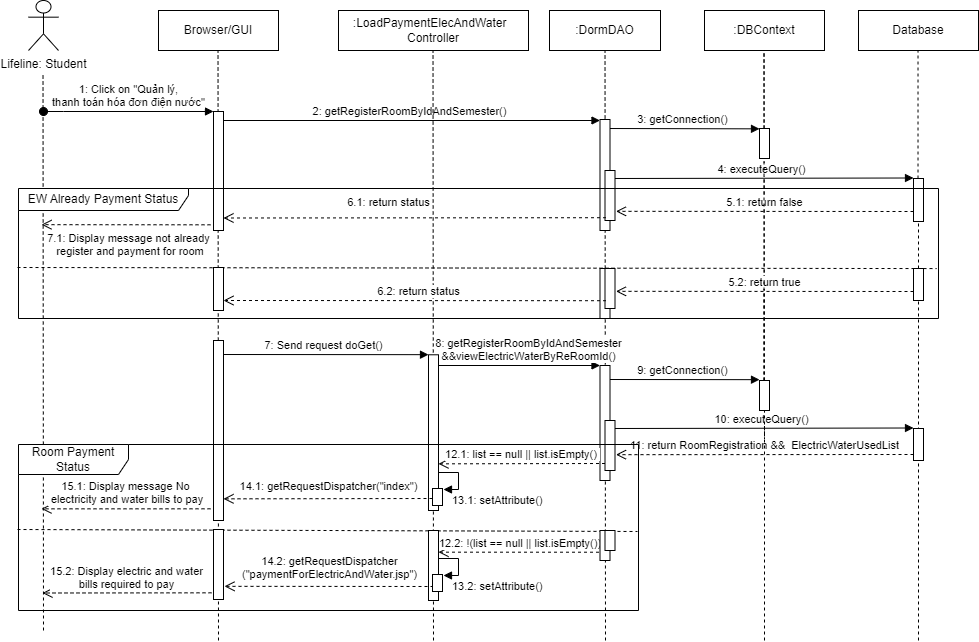 Browser/GUI
:LoadPaymentElecAndWater
Controller
:DormDAO
:DBContext
Database
Lifeline: Student
1: Click on "Quản lý,
thanh toán hóa đơn điện nước"
2: getRegisterRoomByIdAndSemester()
3: getConnection()
4: executeQuery()
EW Already Payment Status
6.1: return status
5.1: return false
7.1: Display message not already
register and payment for room
5.2: return true
6.2: return status
7: Send request doGet()
8: getRegisterRoomByIdAndSemester
&&viewElectricWaterByReRoomId()
9: getConnection()
10: executeQuery()
Room Payment
Status
11: return RoomRegistration && ElectricWaterUsedList
12.1: list == null || list.isEmpty()
15.1: Display message No
electricity and water bills to pay
14.1: getRequestDispatcher("index")
13.1: setAttribute()
12.2: !(list == null || list.isEmpty())
14.2: getRequestDispatcher
("paymentForElectricAndWater.jsp")
15.2: Display electric and water
bills required to pay
13.2: setAttribute()